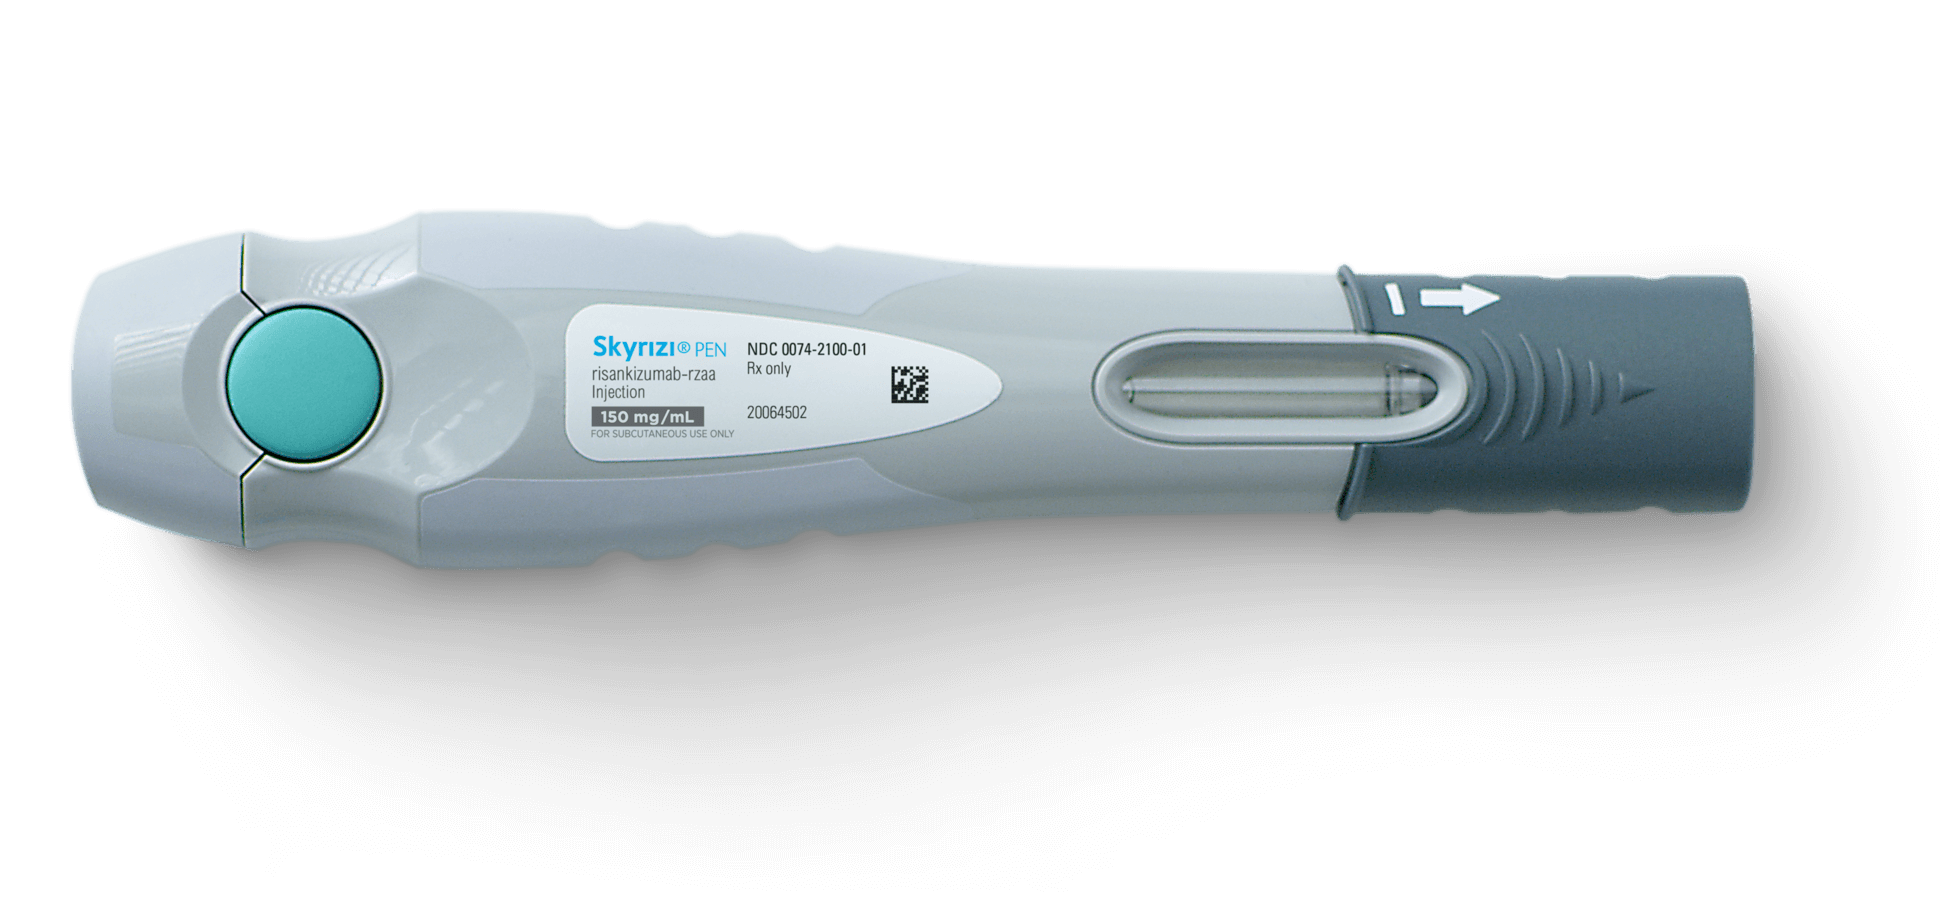 Skyrizi® PEN
risankizumab-rzaa
Injection
150 mg/mL
FOR SUBCUTANEOUS USE ONLY
NDC 0074-2100-01
Rx only
20064502